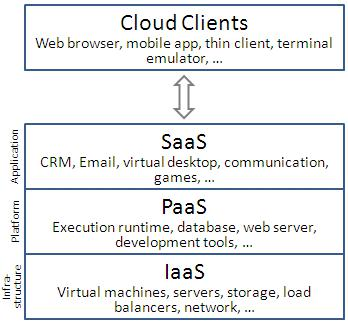 Cloud Clients
Web browser, mobile app, thin client, terminal
emulator, ...
Application
SaaS
CRM, Email, virtual desktop, communication,
games, ...
Platform
PaaS
Execution runtime, database, web server,
development tools, ...
Infra-
structure
IaaS
Virtual machines, servers, storage, load
balancers, network, ...